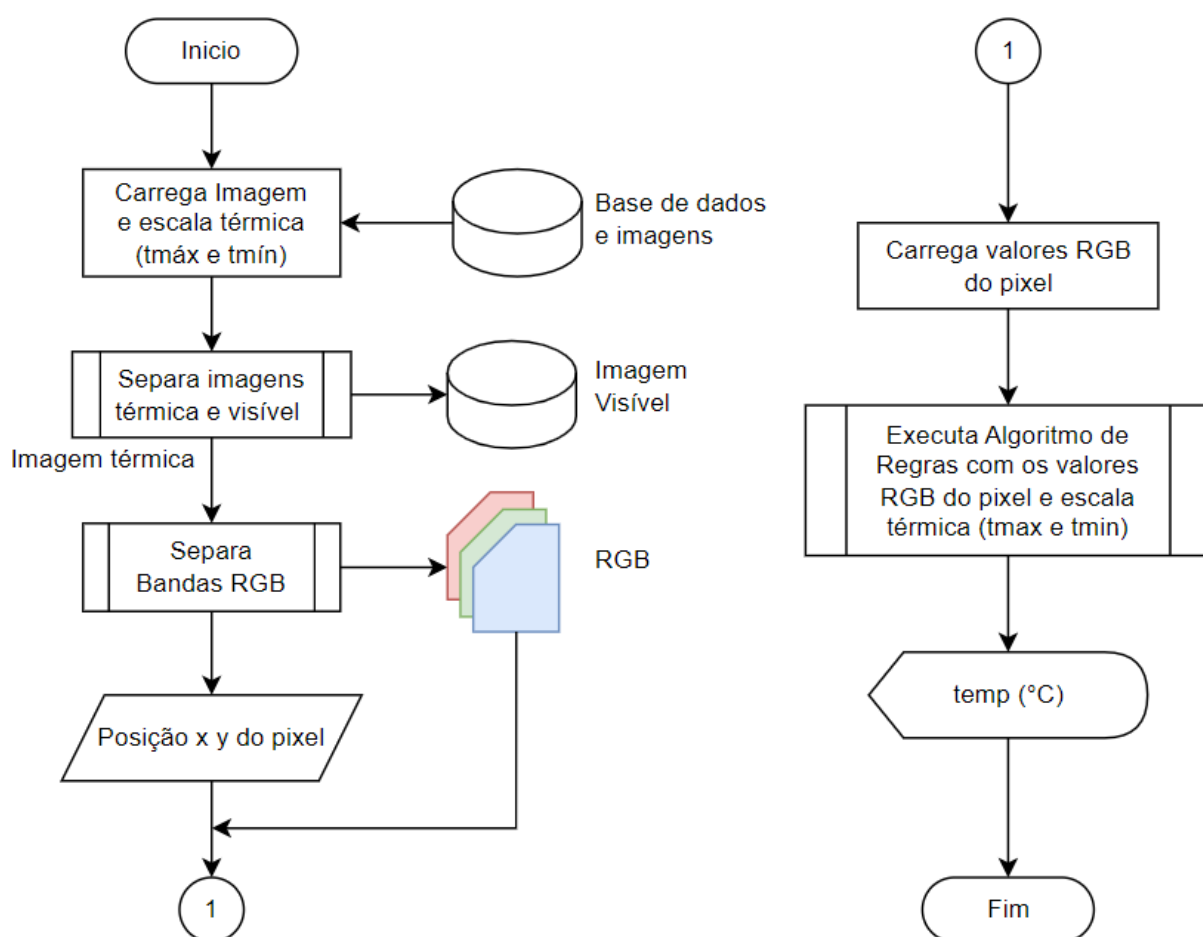 Inicio
Carrega Imagem
e escala térmica
(tmáx e tmín)
Base de dados
e imagens
Separa imagens
térmica e visível
Imagem
Visível
Imagem térmica
Separa
Bandas RGB
RGB
Posição x y do pixel
1
1
Carrega valores RGB
do pixel
Executa Algoritmo de
Regras com os valores
RGB do pixel e escala
térmica (tmax e tmin)
temp (°C)
Fim